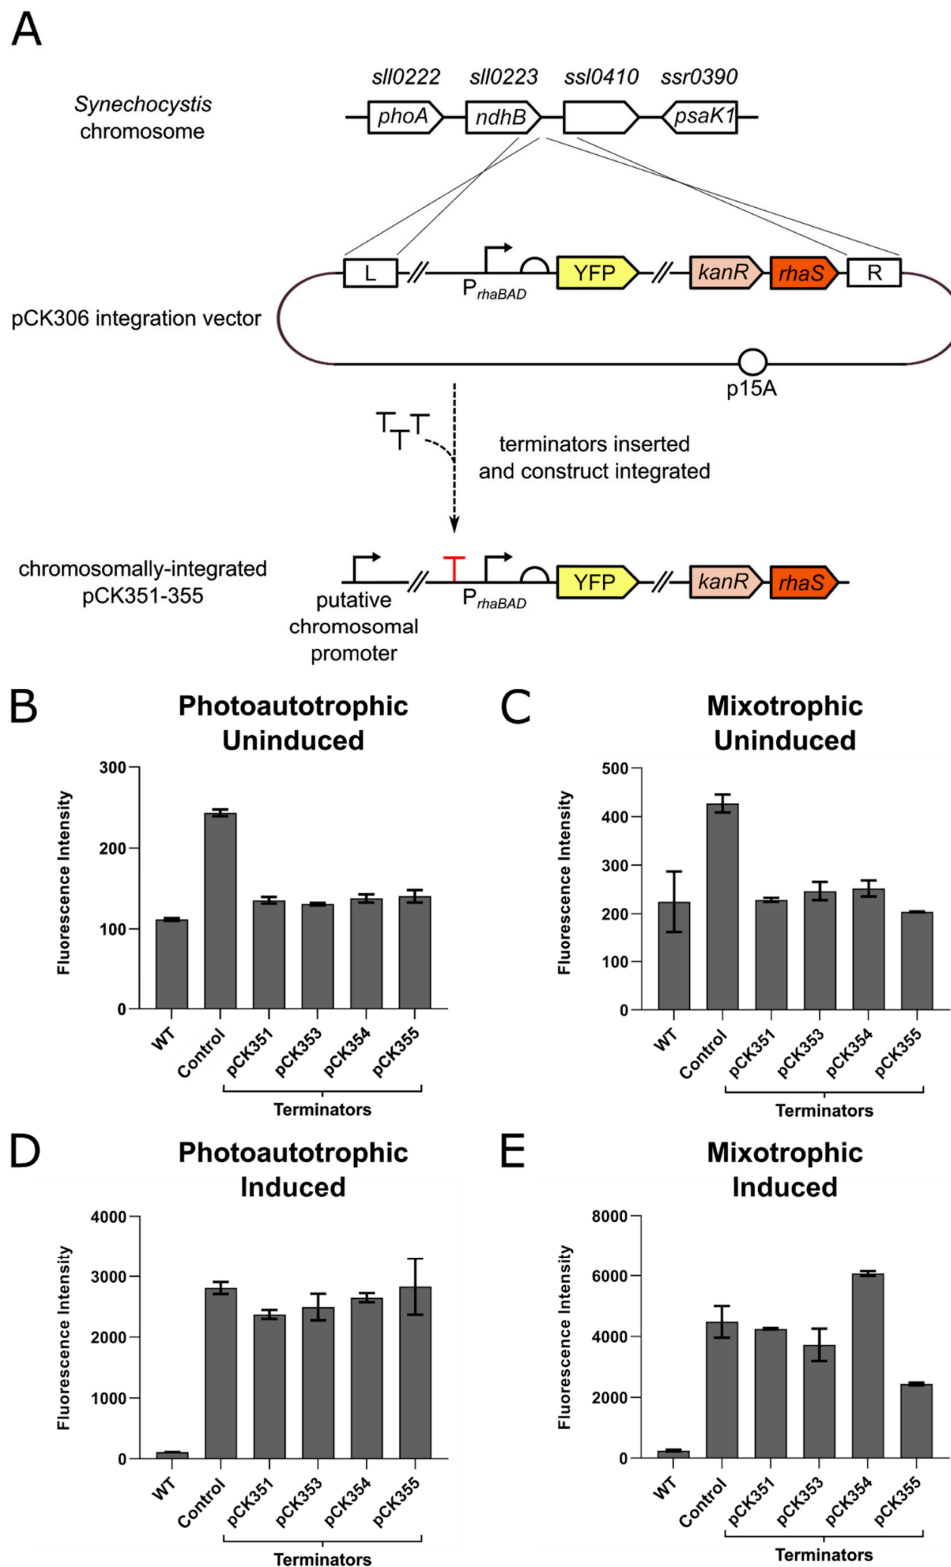 A
sll0222 sll0223 ssl0410 ssr0390
Synechocystis
chromosome
phoA ndhB psaK1
L YFP kanR rhaS R
PrhaBAD
pCK306 integration vector
p15A
T T T
terminators inserted
and construct integrated
T
chromosomally-integrated
pCK351-355
YFP kanR rhaS
putative
chromosomal
promoter
PrhaBAD
B
Photoautotrophic
Uninduced
Fluorescence Intensity
300
200
100
0
WT Control pCK351 pCK353 pCK354 pCK355
Terminators
C
Mixotrophic
Uninduced
Fluorescence Intensity
500
400
300
200
100
0
WT Control pCK351 pCK353 pCK354 pCK355
Terminators
D
Photoautotrophic
Induced
Fluorescence Intensity
4000
3000
2000
1000
0
WT Control pCK351 pCK353 pCK354 pCK355
Terminators
E
Mixotrophic
Induced
Fluorescence Intensity
8000
6000
4000
2000
0
WT Control pCK351 pCK353 pCK354 pCK355
Terminators